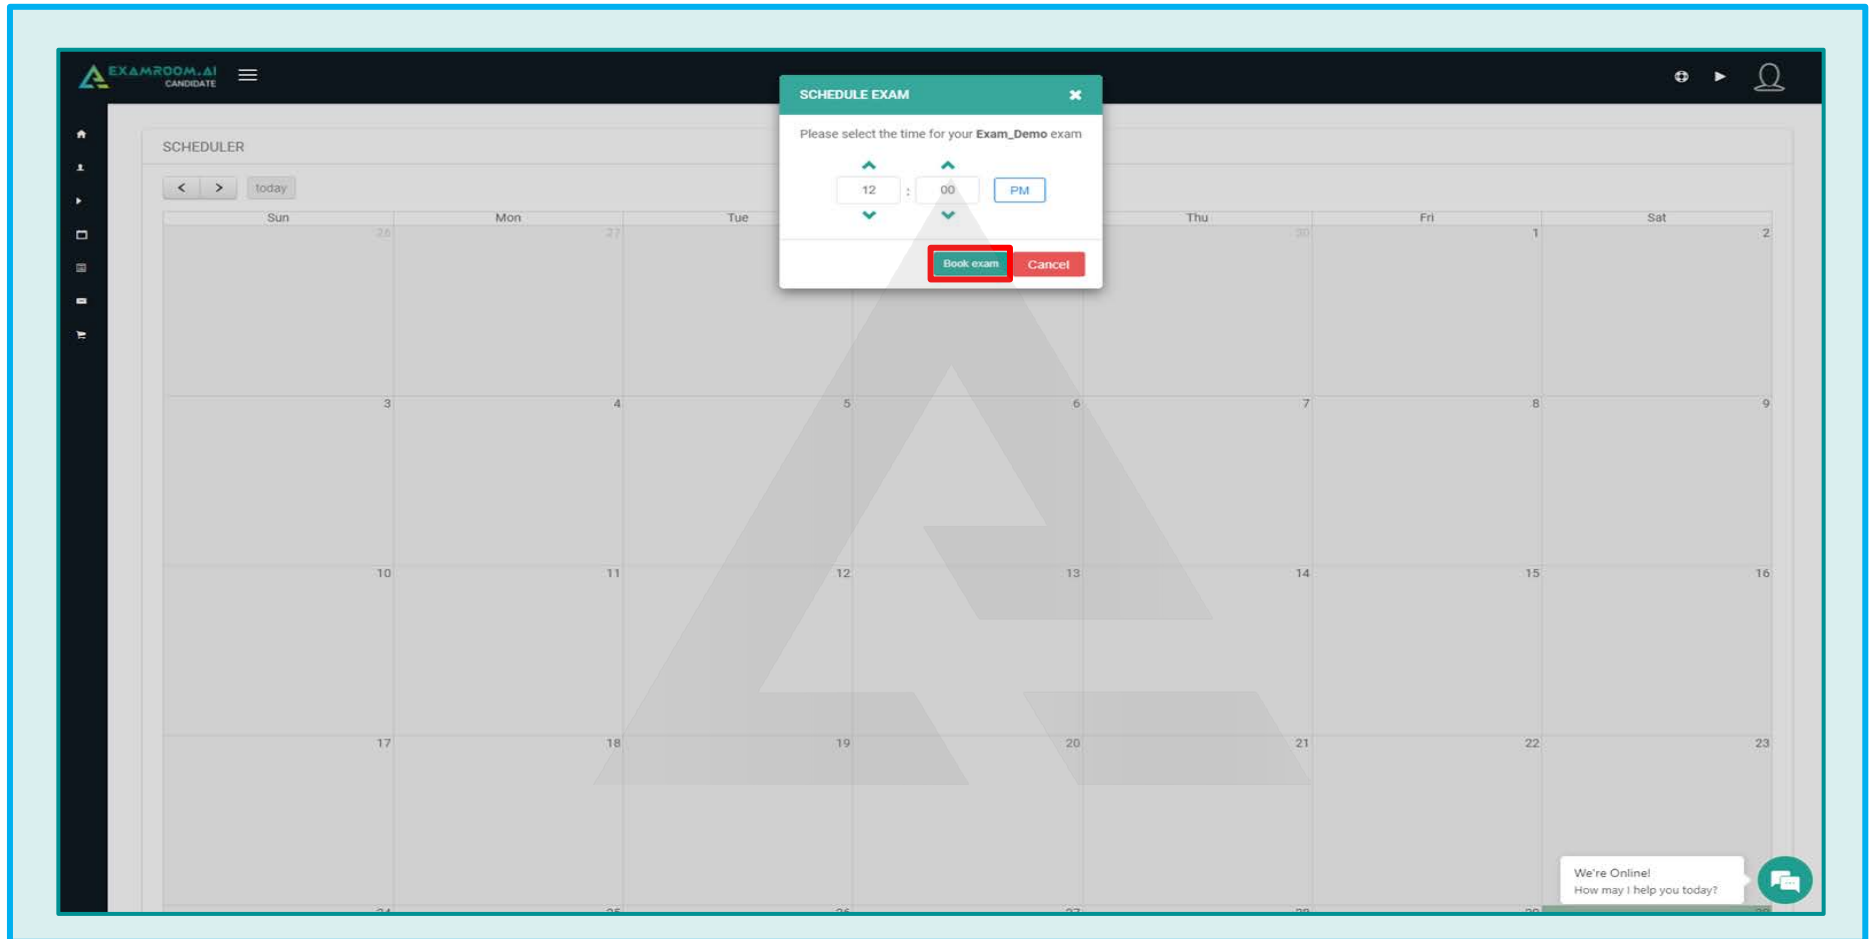 EXAMROOM.AI
CANDIDATE
SCHEDULE EXAM
Please select the time for your Exam_Demo exam
12 : 00 PM
Book exam Cancel
SCHEDULER
< > today
Sun Mon Tue Thu Fri Sat
26 27 30 1 2
3 4 5 6 7 8 9
10 11 12 13 14 15 16
17 18 19 20 21 22 23
We're Online!
How may I help you today?